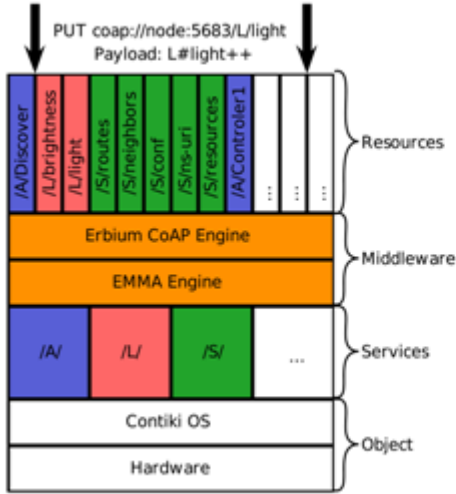 PUT coap://node:5683/L/light
Payload: L#light++
/A/Discover
/L/brightness
/L/light
/S/routes
/S/neighbors
/S/conf
/S/ns-uri
/S/resources
/A/Controler1
...
...
...
Resources
Erbium CoAP Engine
EMMA Engine
Middleware
/A/
/L/
/S/
...
Services
Contiki OS
Hardware
Object